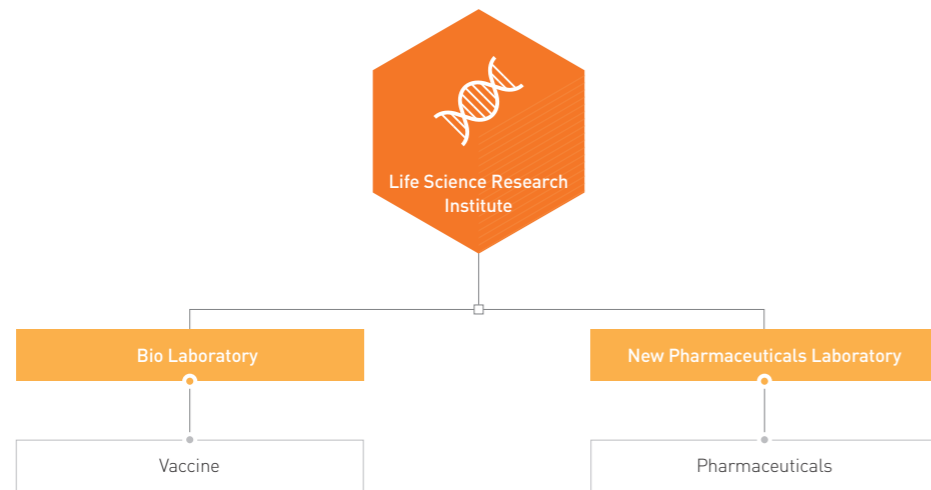 Life Science Research
Institute
Bio Laboratory
New Pharmaceuticals Laboratory
Vaccine
Pharmaceuticals